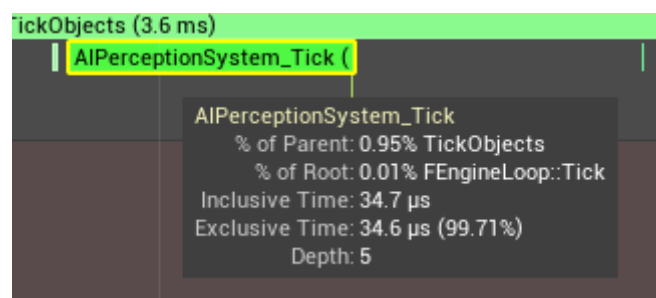 TickObjects (3.6 ms)
AIPerceptionSystem_Tick (
AIPerceptionSystem_Tick
% of Parent: 0.95% TickObjects
% of Root: 0.01% FEngineLoop::Tick
Inclusive Time: 34.7 µs
Exclusive Time: 34.6 µs (99.71%)
Depth: 5